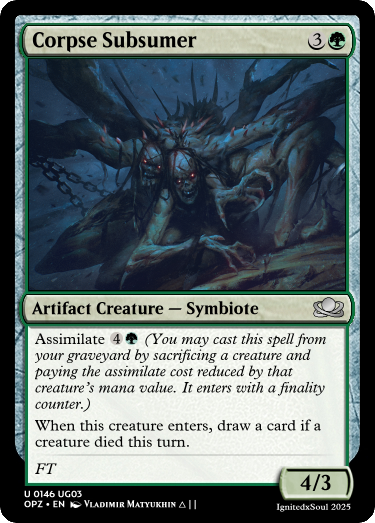 Corpse Subsumer 3
Artifact Creature — Symbiote
Assimilate 4 (You may cast this spell from
your graveyard by sacrificing a creature and
paying the assimilate cost reduced by that
creature's mana value. It enters with a finality
counter.)
When this creature enters, draw a card if a
creature died this turn.
FT
4/3
U 0146 UG03
OPZ • EN Vladimir Matyukhin △ | |
IgnitedxSoul 2025